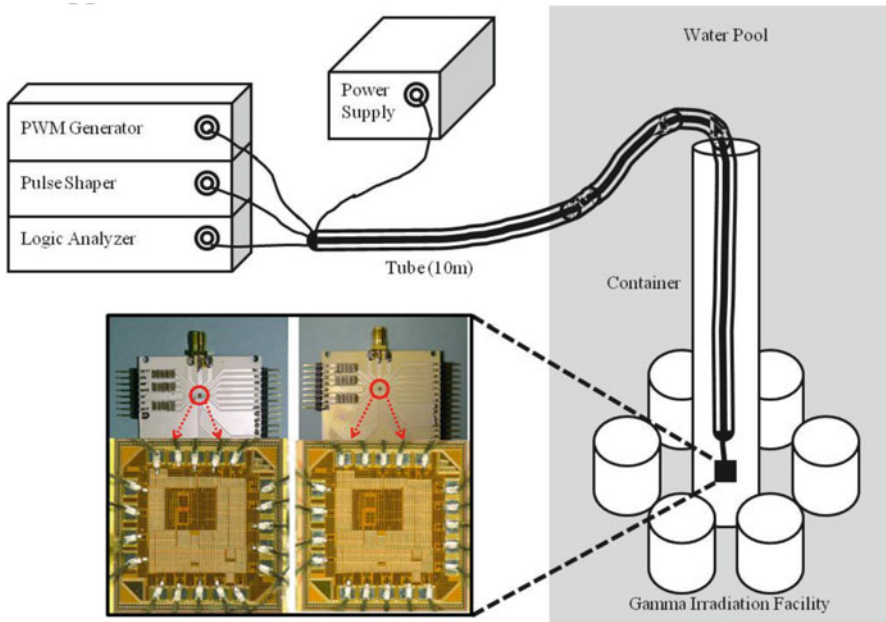 Water Pool
Power
Supply
PWM Generator
Pulse Shaper
Logic Analyzer
Tube (10m)
Container
Gamma Irradiation Facility